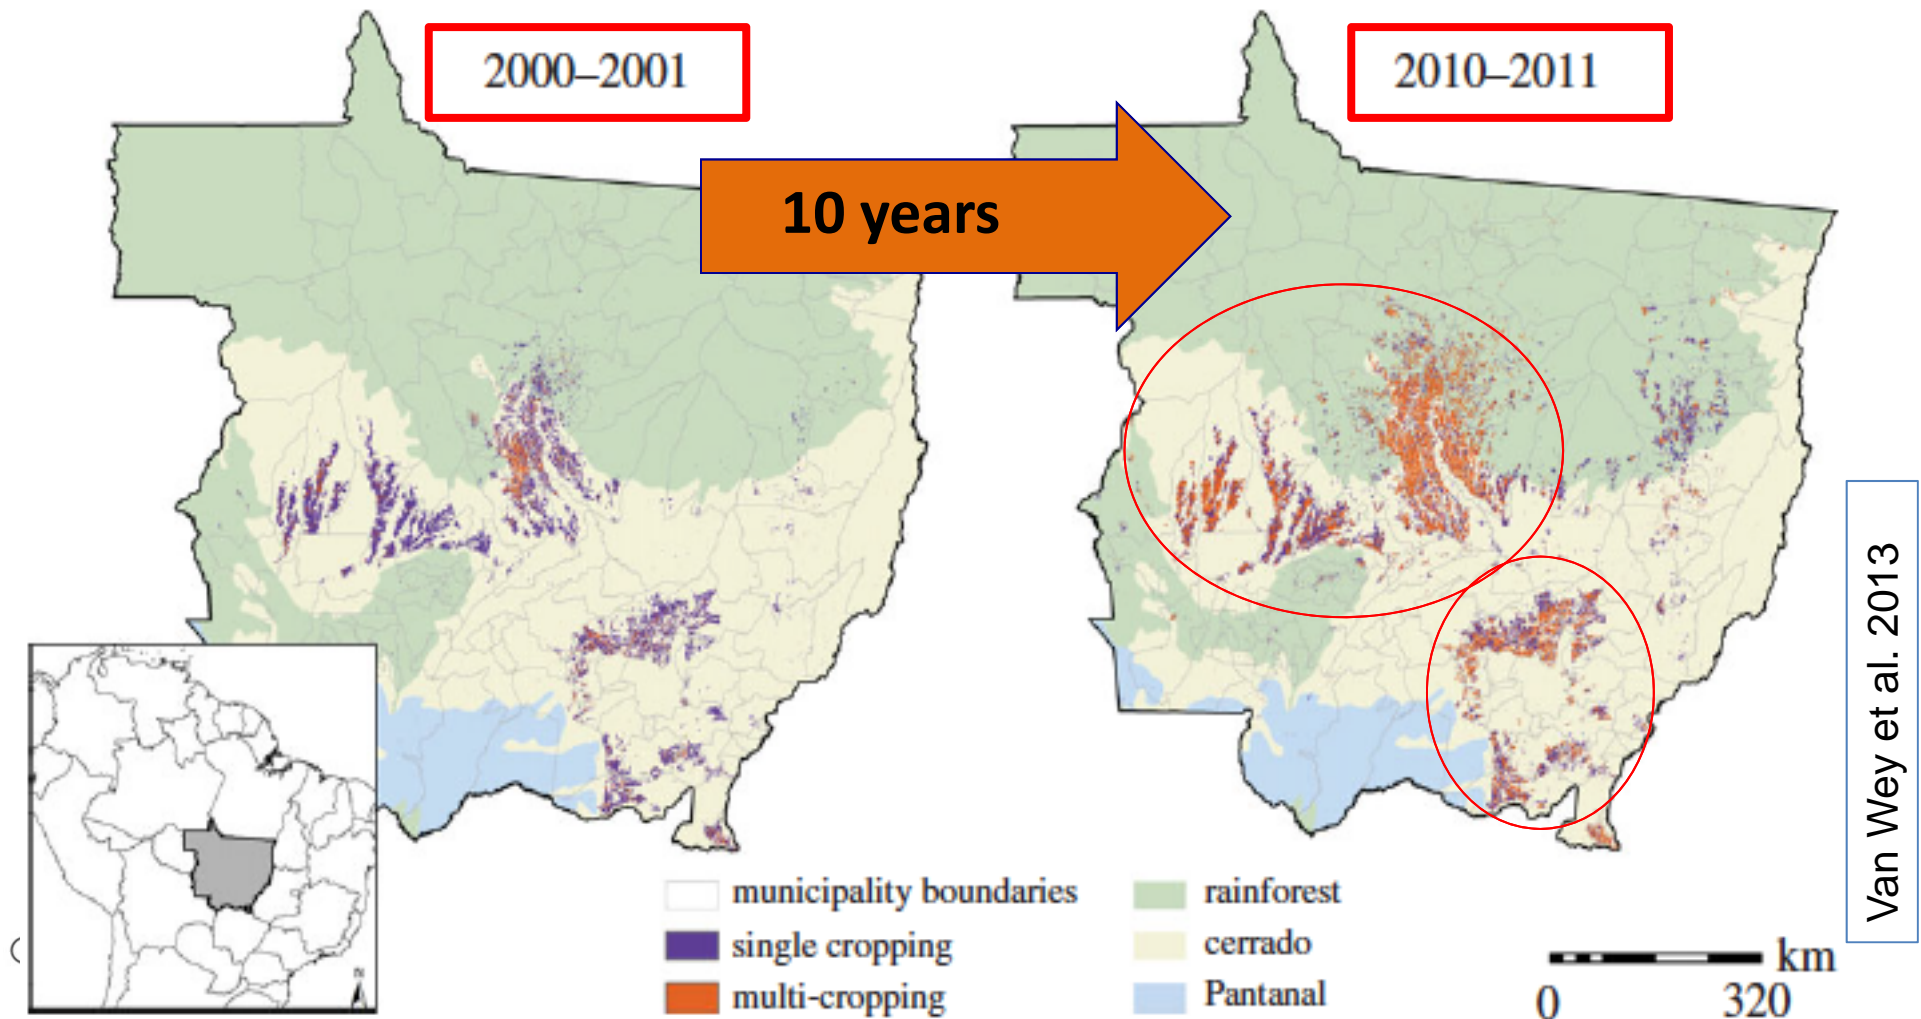 2000–2001
2010–2011
10 years
Van Wey et al. 2013
municipality boundaries
single cropping
multi-cropping
rainforest
cerrado
Pantanal
km
0 320
N